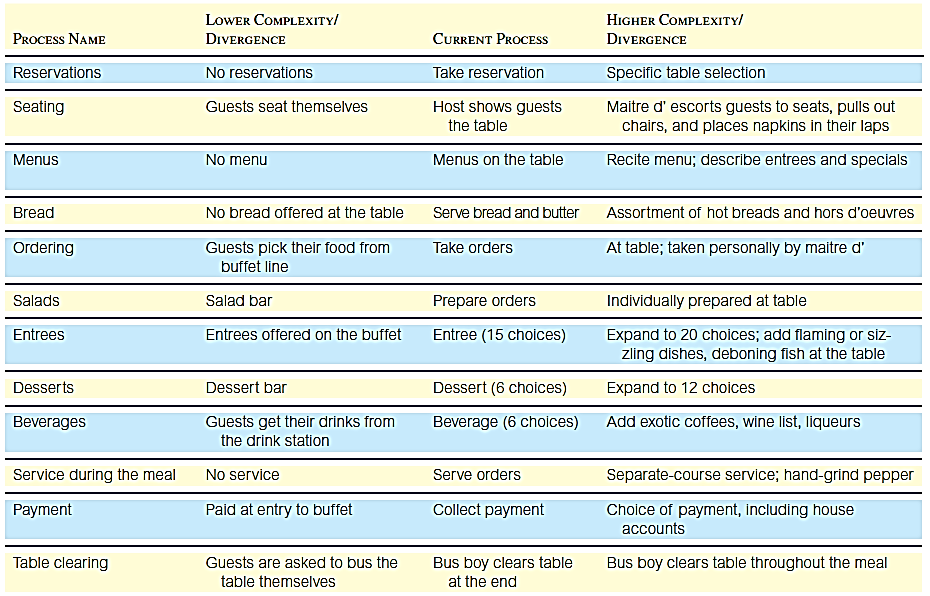 PROCESS NAME LOWER COMPLEXITY/ DIVERGENCE CURRENT PROCESS HIGHER COMPLEXITY/ DIVERGENCE
Reservations No reservations Take reservation Specific table selection
Seating Guests seat themselves Host shows guests Maitre d’ escorts guests to seats, pulls out
the table chairs, and places napkins in their laps
Menus No menu Menus on the table Recite menu; describe entrees and specials
Bread No bread offered at the table Serve bread and butter Assortment of hot breads and hors d’oeuvres
Ordering Guests pick their food from Take orders At table; taken personally by maitre d’
buffet line
Salads Salad bar Prepare orders Individually prepared at table
Entrees Entrees offered on the buffet Entree (15 choices) Expand to 20 choices; add flaming or siz-
zling dishes, deboning fish at the table
Desserts Dessert bar Dessert (6 choices) Expand to 12 choices
Beverages Guests get their drinks from Beverage (6 choices) Add exotic coffees, wine list, liqueurs
the drink station
Service during the meal No service Serve orders Separate-course service; hand-grind pepper
Payment Paid at entry to buffet Collect payment Choice of payment, including house
accounts
Table clearing Guests are asked to bus the Bus boy clears table Bus boy clears table throughout the meal
table themselves at the end